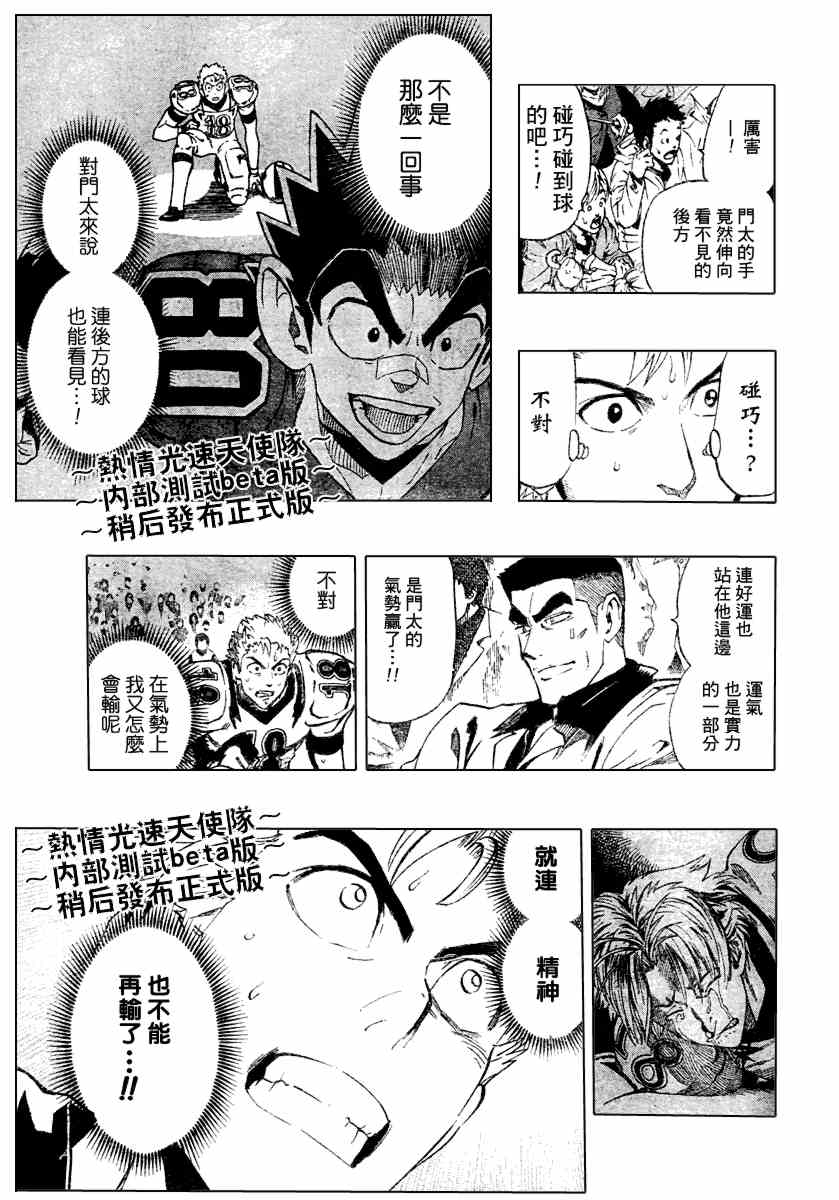 厲害
—!
門太的手
竟然伸向
看不見的
後方
碰巧碰到球
的吧…!
不是
那麼一回事
對門太來說
連後方的球
也能看見…!
18
80
～熱情光速天使隊～
～内部測試beta版～
～稍后發布正式版～
碰巧…?
不對
連好運也
站在他這邊
運氣
也是實力
的一部分
是門太的
氣勢贏了…!!
不對
在氣勢上
我又怎麼
會輸呢
18
18
18
就連
精神
也不能
再輸了…!!
～熱情光速天使隊～
～内部測試beta版～
～稍后發布正式版～